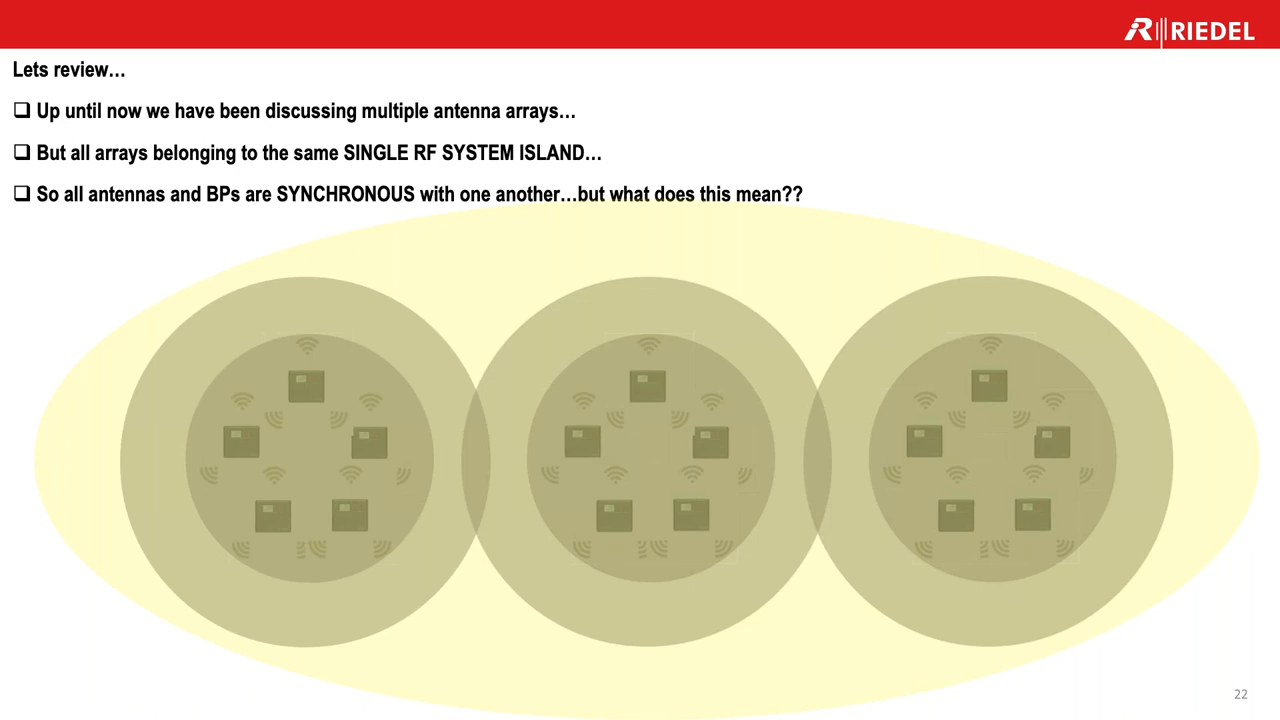 RIEDEL
Lets review…
❑ Up until now we have been discussing multiple antenna arrays…
❑ But all arrays belonging to the same SINGLE RF SYSTEM ISLAND…
❑ So all antennas and BPs are SYNCHRONOUS with one another…but what does this mean??
22